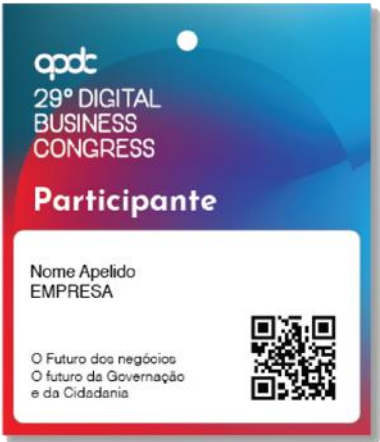 apdc
29º DIGITAL
BUSINESS
CONGRESS
Participante
Nome Apelido
EMPRESA
O Futuro dos negócios
O futuro da Governação
e da Cidadania